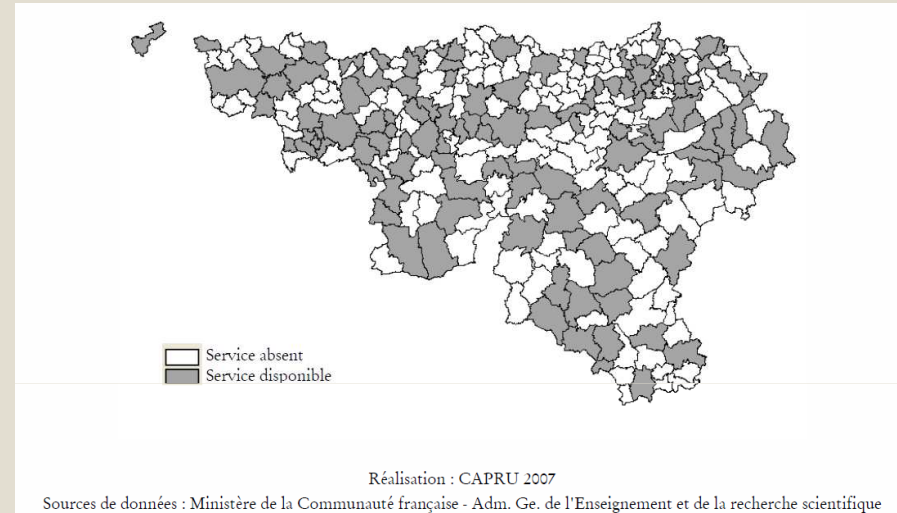 Service absent
Service disponible
Réalisation : CAPRU 2007
Sources de données : Ministère de la Communauté française - Adm. Ge. de l'Enseignement et de la recherche scientifique